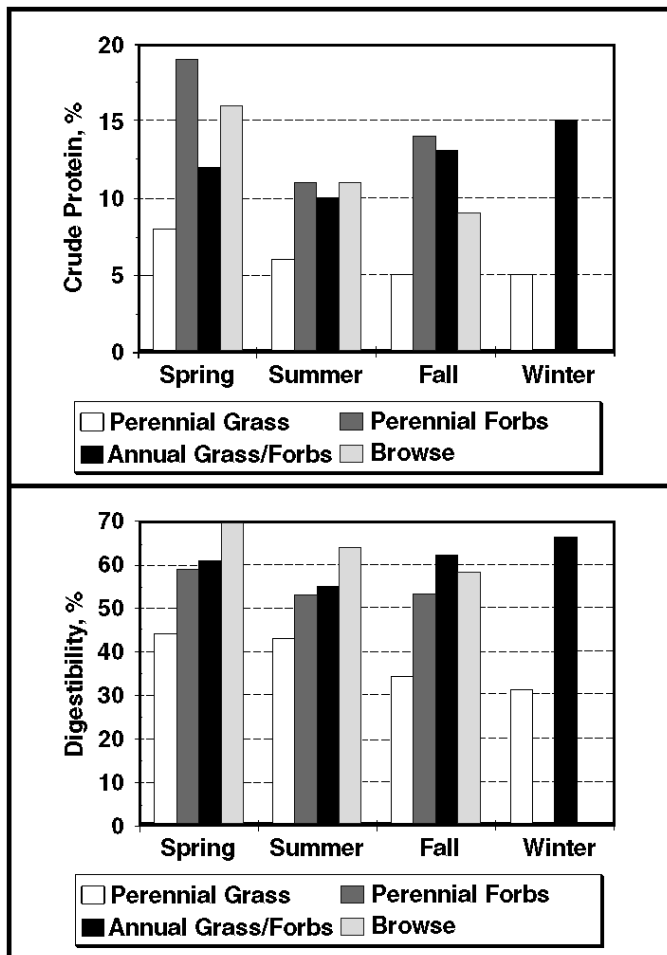 20
15
10
5
0
Crude Protein, %
Spring Summer Fall Winter
Perennial Grass Perennial Forbs
Annual Grass/Forbs Browse
70
60
50
40
30
20
10
0
Digestibility, %
Spring Summer Fall Winter
Perennial Grass Perennial Forbs
Annual Grass/Forbs Browse